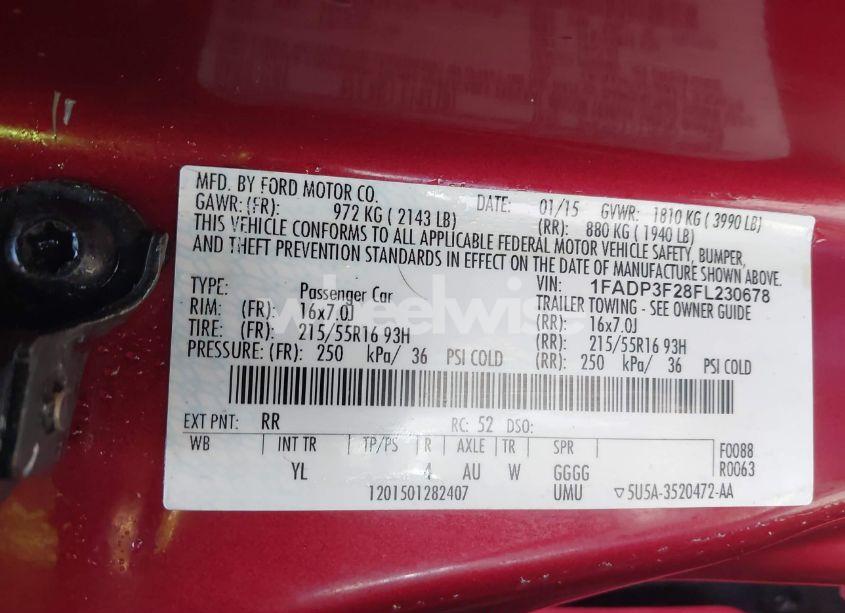 MFD. BY FORD MOTOR CO. DATE: 01/15 GVWR: 1810 KG ( 3990 LB)
GAWR: (FR): 972 KG ( 2143 LB) (RR): 880 KG ( 1940 LB)
THIS VEHICLE CONFORMS TO ALL APPLICABLE FEDERAL MOTOR VEHICLE SAFETY, BUMPER,
AND THEFT PREVENTION STANDARDS IN EFFECT ON THE DATE OF MANUFACTURE SHOWN ABOVE.
VIN: 1FADP3F28FL230678
TYPE: Passenger Car TRAILER TOWING - SEE OWNER GUIDE
RIM: (FR): 16x7.0J (RR): 16x7.0J
TIRE: (FR): 215/55R16 93H (RR): 215/55R16 93H
PRESSURE: (FR): 250 kPa/ 36 PSI COLD (RR): 250 kPa/ 36 PSI COLD
EXT PNT: RR RC: 52 DSO:
WB INT TR TP/PS R AXLE TR SPR F0088
YL 4 AU W GGGG R0063
1201501282407 UMU ▽5U5A-3520472-AA
wheelwise